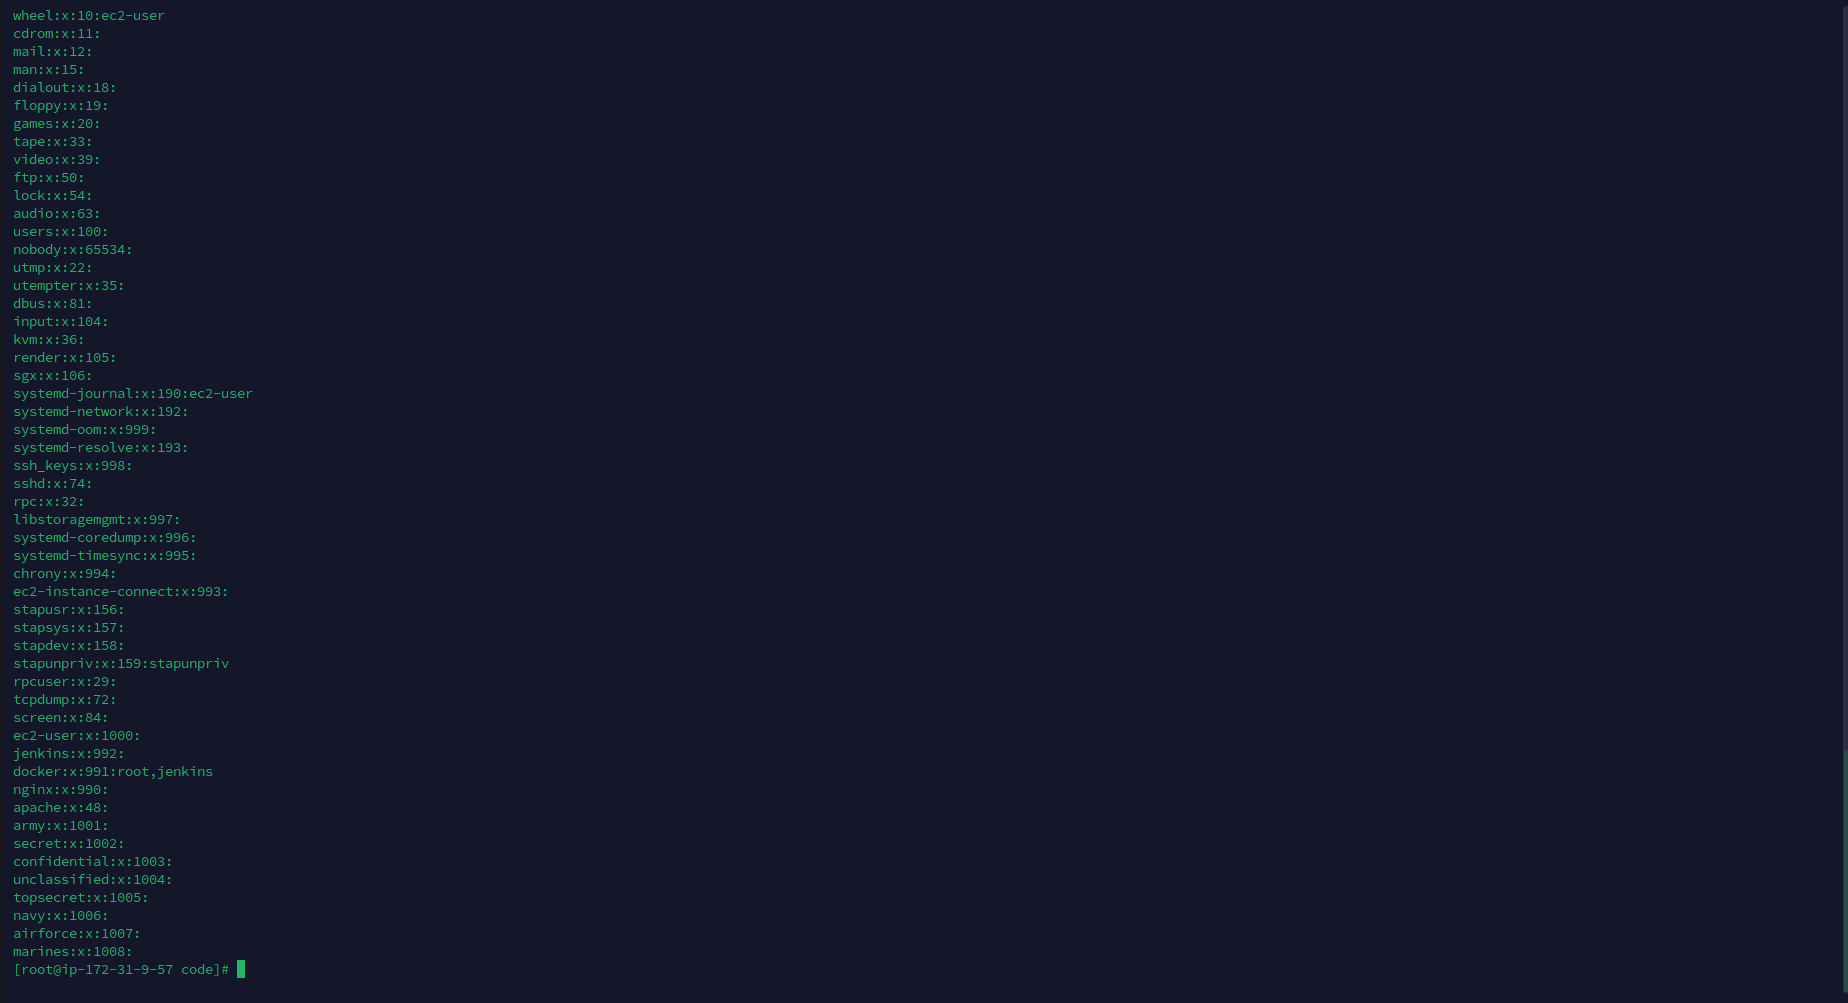 wheel:x:10:ec2-user
cdrom:x:11:
mail:x:12:
man:x:15:
dialout:x:18:
floppy:x:19:
games:x:20:
tape:x:33:
video:x:39:
ftp:x:50:
lock:x:54:
audio:x:63:
users:x:100:
nobody:x:65534:
utmp:x:22:
utempter:x:35:
dbus:x:81:
input:x:104:
kvm:x:36:
render:x:105:
sgx:x:106:
systemd-journal:x:190:ec2-user
systemd-network:x:192:
systemd-oom:x:999:
systemd-resolve:x:193:
ssh_keys:x:998:
sshd:x:74:
rpc:x:32:
libstoragemgmt:x:997:
systemd-coredump:x:996:
systemd-timesync:x:995:
chrony:x:994:
ec2-instance-connect:x:993:
stapusr:x:156:
stapsys:x:157:
stapdev:x:158:
stapunpriv:x:159:stapunpriv
rpcuser:x:29:
tcpdump:x:72:
screen:x:84:
ec2-user:x:1000:
jenkins:x:992:
docker:x:991:root,jenkins
nginx:x:990:
apache:x:48:
army:x:1001:
secret:x:1002:
confidential:x:1003:
unclassified:x:1004:
topsecret:x:1005:
navy:x:1006:
airforce:x:1007:
marines:x:1008:
[root@ip-172-31-9-57 code]#